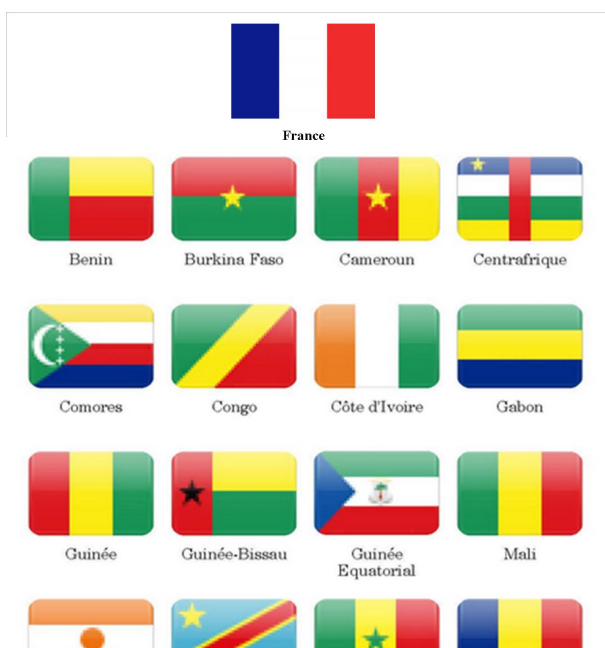 France
Benin
Burkina Faso
Cameroun
Centrafrique
Comores
Congo
Côte d'Ivoire
Gabon
Guinée
Guinée-Bissau
Guinée
Equatorial
Mali